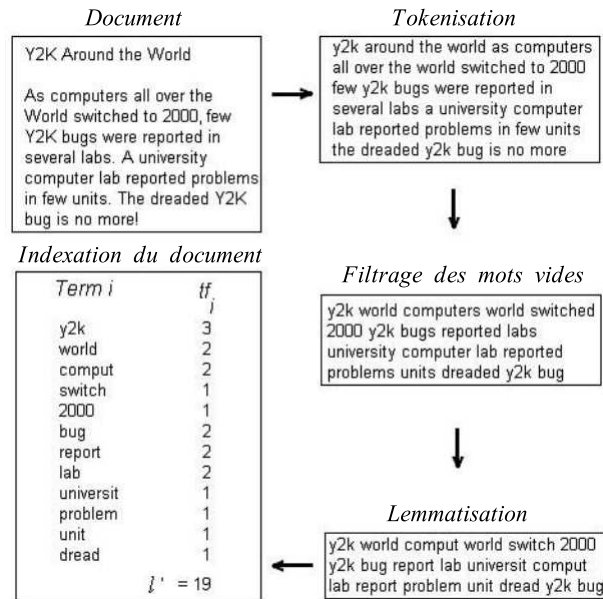 Document
Y2K Around the World
As computers all over the
World switched to 2000, few
Y2K bugs were reported in
several labs. A university
computer lab reported problems
in few units. The dreaded Y2K
bug is no more!
Tokenisation
y2k around the world as computers
all over the world switched to 2000
few y2k bugs were reported in
several labs a university computer
lab reported problems in few units
the dreaded y2k bug is no more
Filtrage des mots vides
y2k world computers world switched
2000 y2k bugs reported labs
university computer lab reported
problems units dreaded y2k bug
Lemmatisation
y2k world comput world switch 2000
y2k bug report lab universit comput
lab report problem unit dread y2k bug
Indexation du document
Term i tf i
y2k 3
world 2
comput 2
switch 1
2000 1
bug 2
report 2
lab 2
universit 1
problem 1
unit 1
dread 1
l' = 19